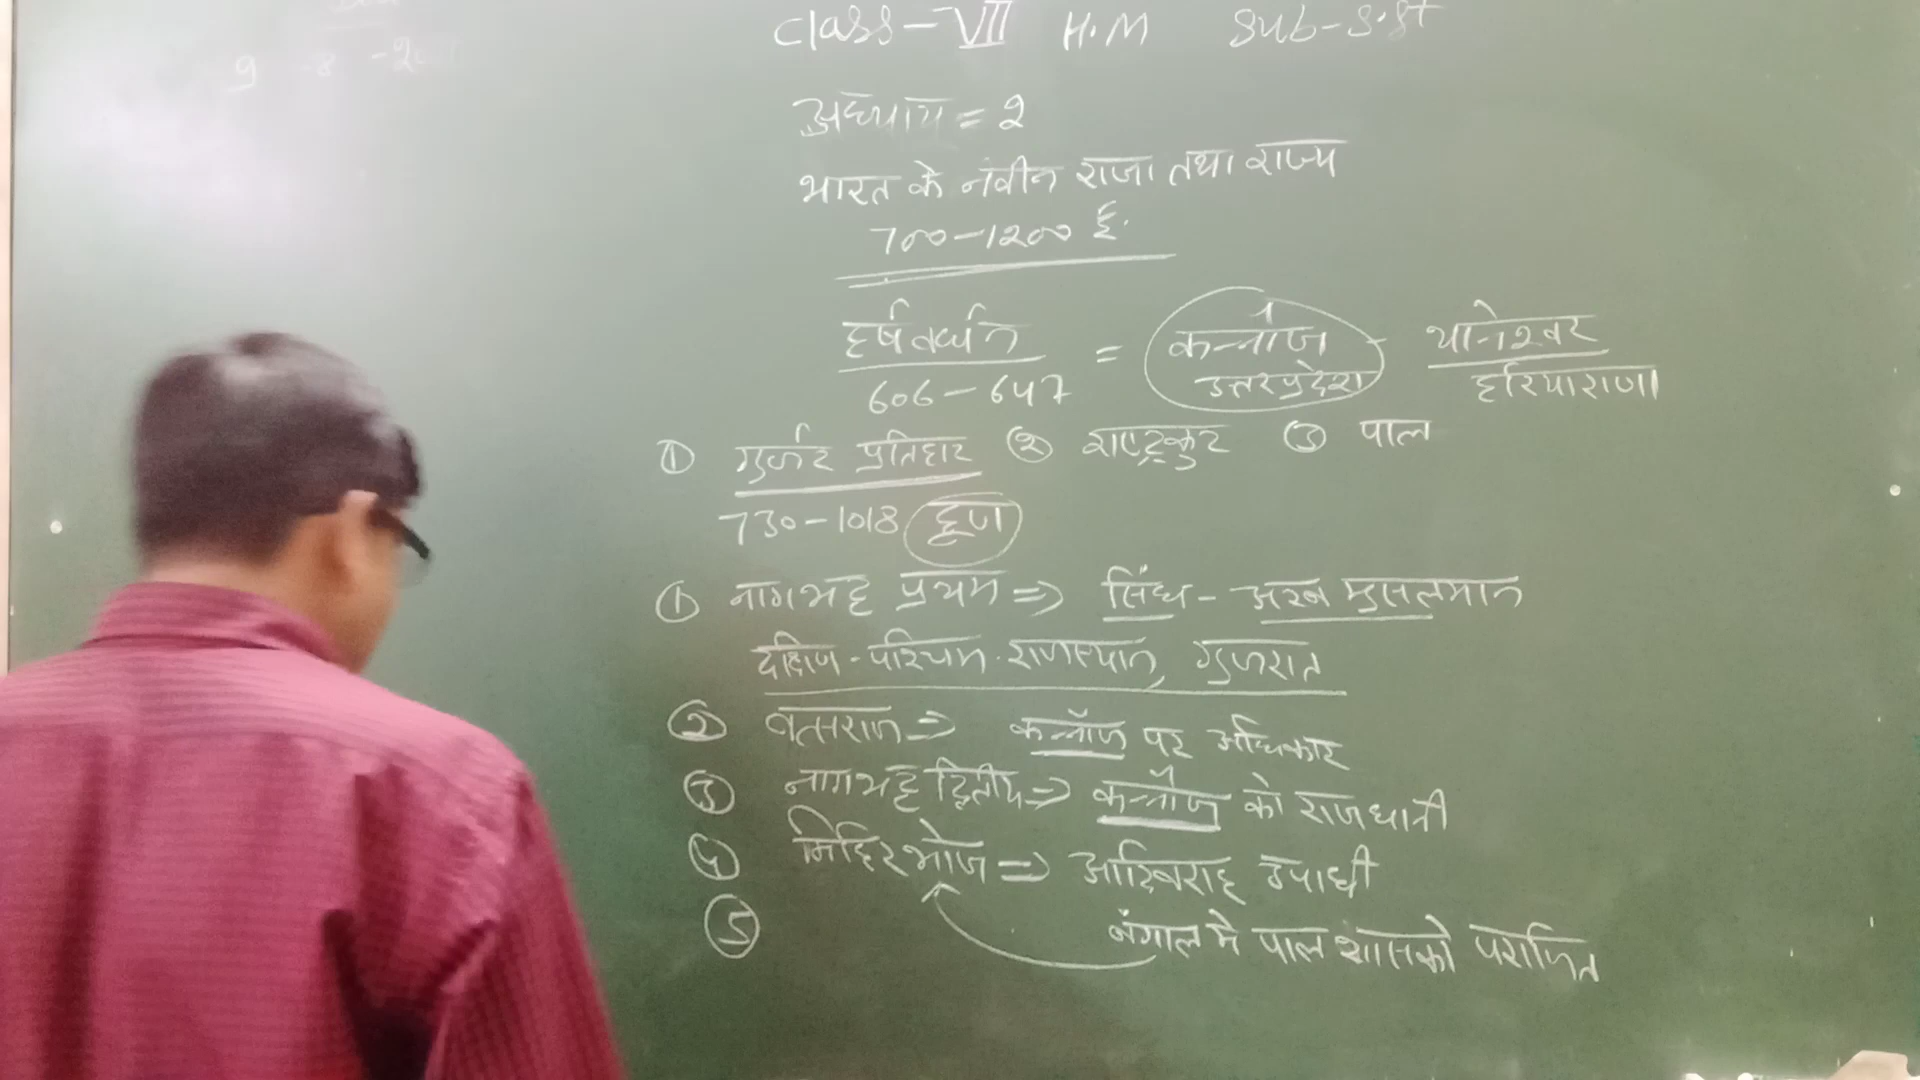 Class - VII H.M Sub - S.St
अध्याय = 2
भारत के नवीन राजा तथा राज्य
700-1200 ई.
हर्षवर्धन = कन्नौज - थानेश्वर
606-647 उत्तरप्रदेश हरियाराणा
① गुर्जर प्रतिहार ② राष्ट्रकुट ③ पाल
730-1018 हूण
① नागभट्ट प्रथम => सिंध - अरब मुसलमान
दक्षिण - पश्चिम राजस्थान, गुजरात
② वत्सराज => कन्नौज पर अधिकार
③ नागभट्ट द्वितीय => कन्नौज को राजधानी
④ मिहिरभोज => आदिवराह उपाधी
⑤ बंगाल मे पाल शासको पराजित